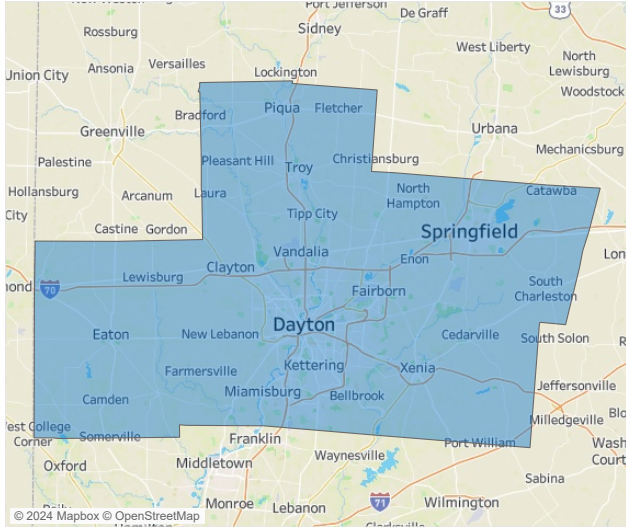 33
Port Jefferson
De Graff
Rossburg
Sidney
West Liberty
Ansonia
Versailles
North
Lewisburg
Union City
Lockington
Woodstock
Bradford
Piqua
Fletcher
Greenville
Urbana
Mechanicsburg
Palestine
Pleasant Hill
Troy
Christiansburg
Hollansburg
Arcanum
Laura
North
Hampton
Catawba
City
Tipp City
Castine
Gordon
Springfield
Vandalia
Enon
Clayton
Lewisburg
70
Fairborn
South
Charleston
Dayton
Eaton
New Lebanon
Cedarville
South Solon
Farmersville
Kettering
Xenia
Jeffersonville
Camden
Miamisburg
Bellbrook
Milledgeville
West College
Corner
Somerville
Franklin
Port William
Oxford
Middletown
Waynesville
Sabina
Monroe
Lebanon
71
Wilmington
© 2024 Mapbox © OpenStreetMap